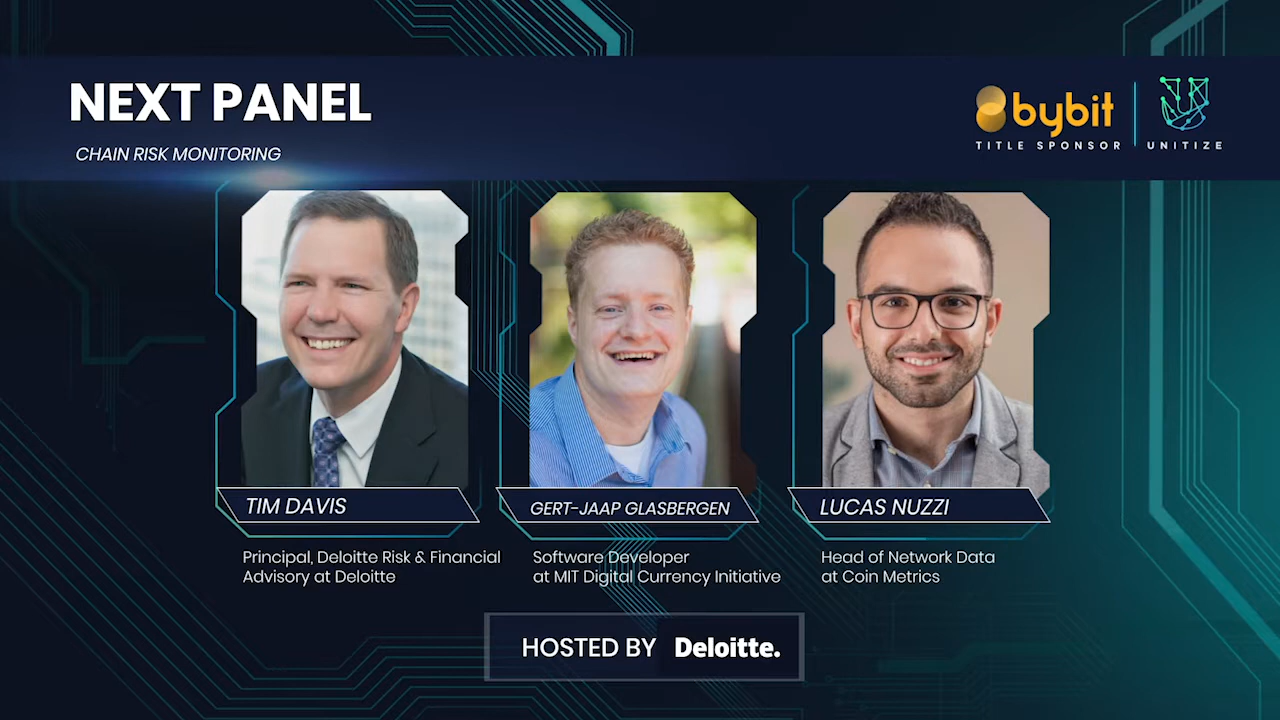 NEXT PANEL
CHAIN RISK MONITORING
bybit
TITLE SPONSOR
UNITIZE
TIM DAVIS
Principal, Deloitte Risk & Financial
Advisory at Deloitte
GERT-JAAP GLASBERGEN
Software Developer
at MIT Digital Currency Initiative
LUCAS NUZZI
Head of Network Data
at Coin Metrics
HOSTED BY Deloitte.